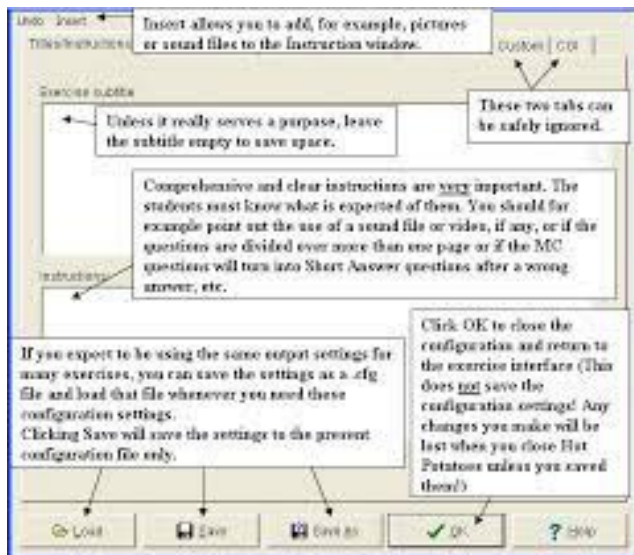 Undo Insert
Insert allows you to add, for example, pictures
or sound files to the Instruction window.
Titles/Instructions
Custom CGI
These two tabs can
be safely ignored.
Exercise subtitle
Unless it really serves a purpose, leave
the subtitle empty to save space.
Comprehensive and clear instructions are very important. The
students must know what is expected of them. You should for
example point out the use of a sound file or video, if any, or if the
questions are divided over more than one page or if the MC
questions will turn into Short Answer questions after a wrong
answer, etc.
Instructions
If you expect to be using the same output settings for
many exercises, you can save the settings as a .cfg
file and load that file whenever you need these
configuration settings.
Clicking Save will save the settings to the present
configuration file only.
Click OK to close the
configuration and return to
the exercise interface (This
does not save the
configuration settings! Any
changes you make will be
lost when you close Hot
Potatoes unless you saved
them!)
Load Save Save As OK Help